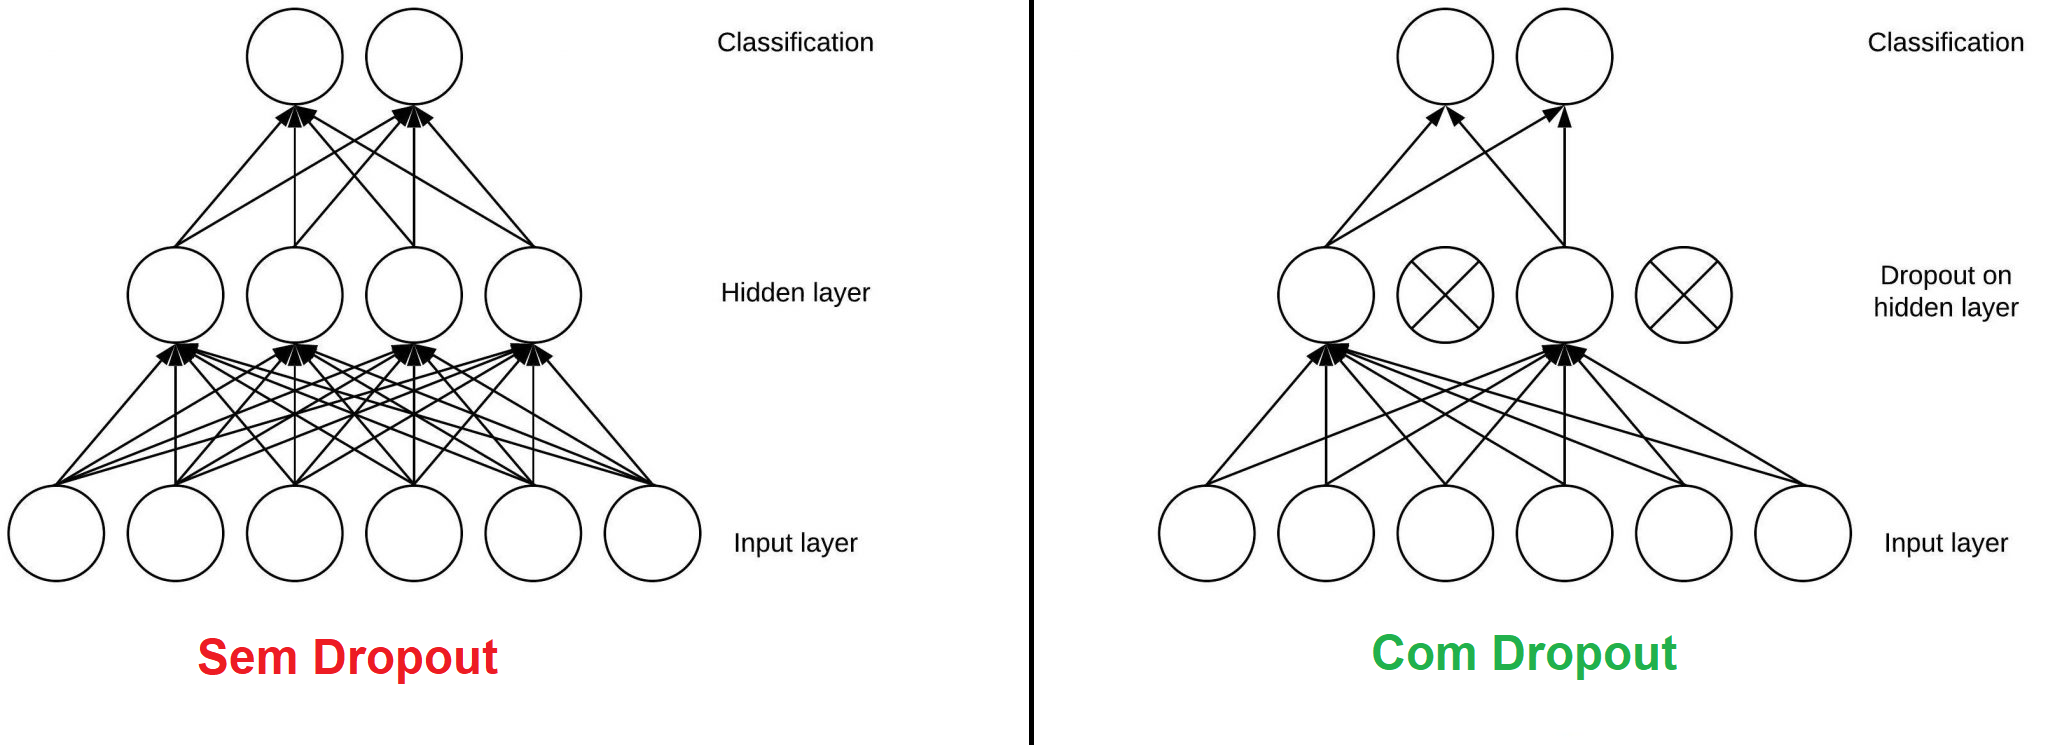 Classification
Hidden layer
Input layer
Sem Dropout
Classification
Dropout on
hidden layer
Input layer
Com Dropout